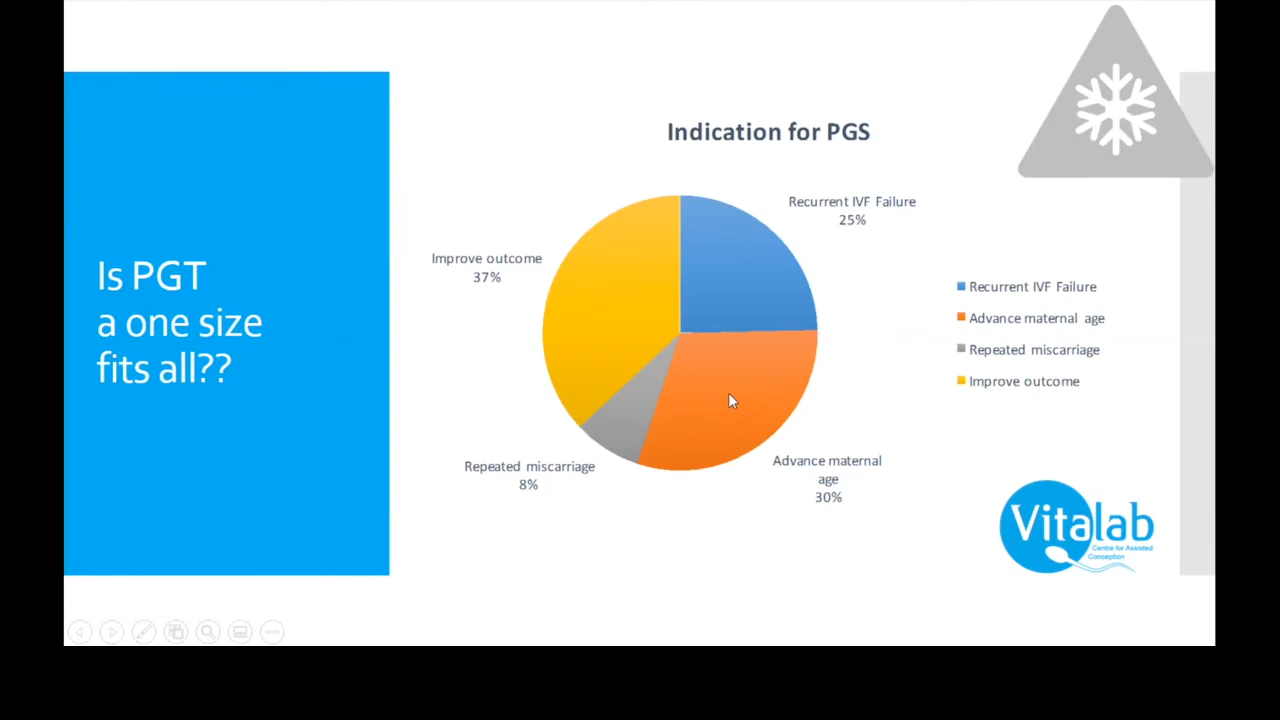 Is PGT
a one size
fits all??
Indication for PGS
Recurrent IVF Failure
25%
Improve outcome
37%
Repeated miscarriage
8%
Advance maternal
age
30%
Recurrent IVF Failure
Advance maternal age
Repeated miscarriage
Improve outcome
Vitalab
Centre for Assisted
Conception